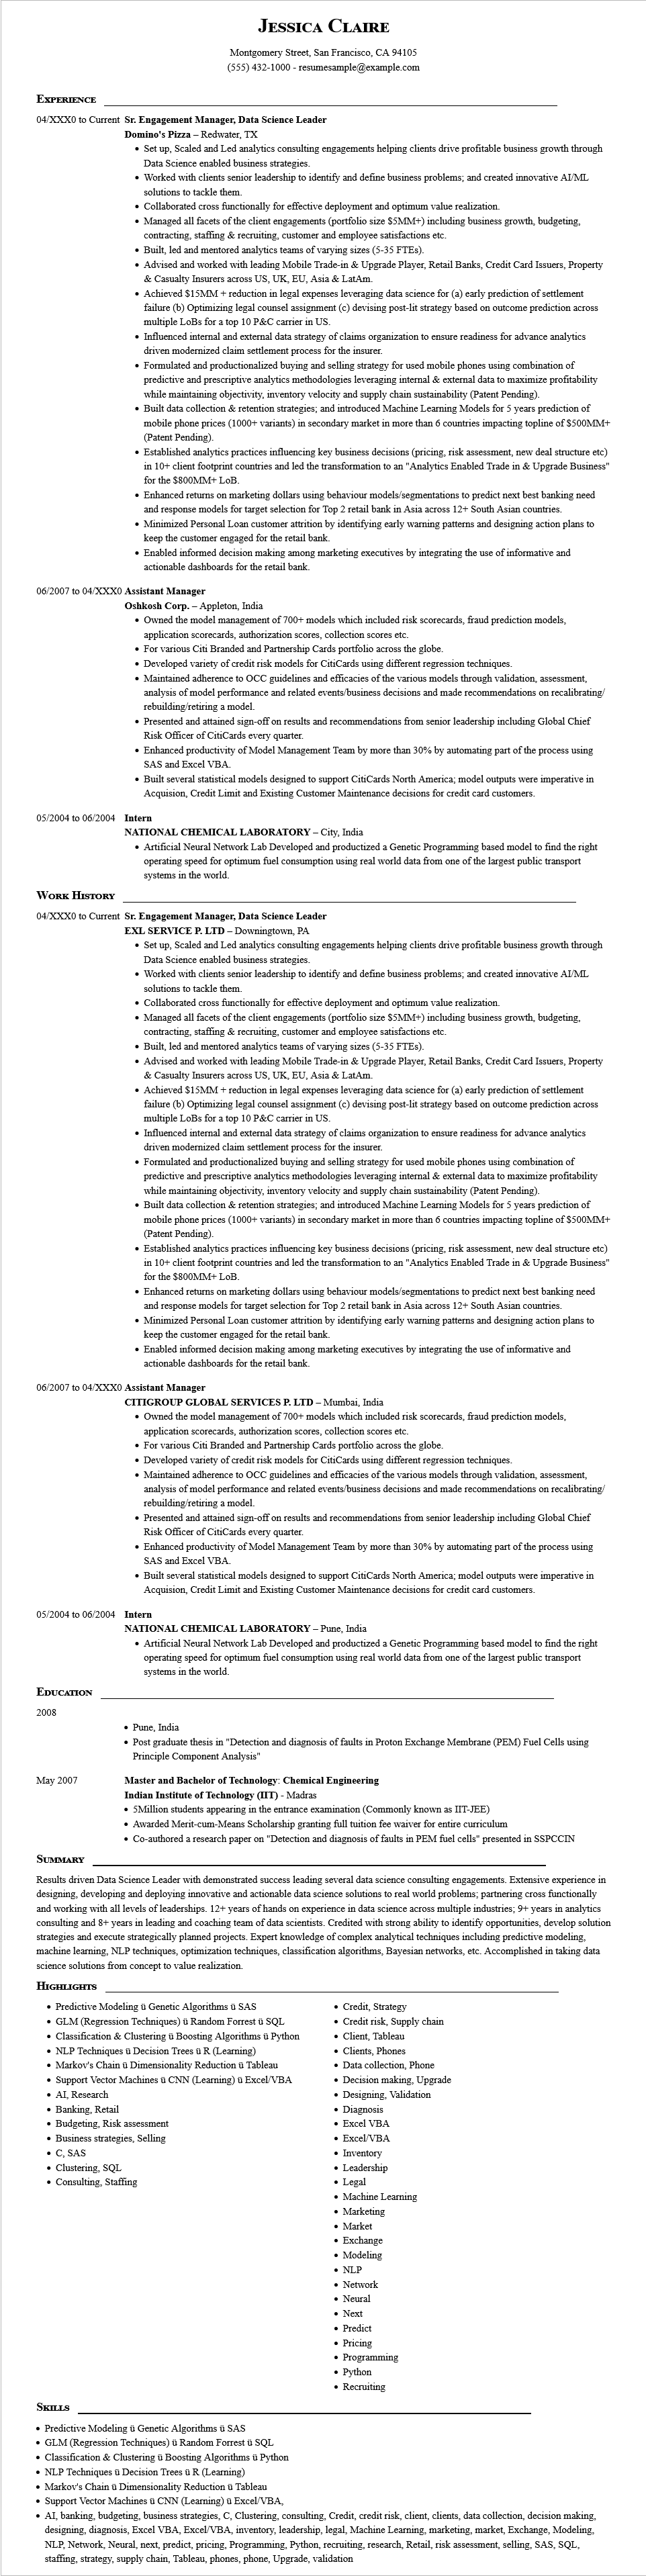 Jessica Claire
Montgomery Street, San Francisco, CA 94105
(555) 432-1000 - resumesample@example.com
Experience
04/XXX0 to Current Sr. Engagement Manager, Data Science Leader
Domino's Pizza – Redwater, TX
• Set up, Scaled and Led analytics consulting engagements helping clients drive profitable business growth through
Data Science enabled business strategies.
• Worked with clients senior leadership to identify and define business problems; and created innovative AI/ML
solutions to tackle them.
• Collaborated cross functionally for effective deployment and optimum value realization.
• Managed all facets of the client engagements (portfolio size $5MM+) including business growth, budgeting,
contracting, staffing & recruiting, customer and employee satisfactions etc.
• Built, led and mentored analytics teams of varying sizes (5-35 FTEs).
• Advised and worked with leading Mobile Trade-in & Upgrade Player, Retail Banks, Credit Card Issuers, Property
& Casualty Insurers across US, UK, EU, Asia & LatAm.
• Achieved $15MM + reduction in legal expenses leveraging data science for (a) early prediction of settlement
failure (b) Optimizing legal counsel assignment (c) devising post-lit strategy based on outcome prediction across
multiple LoBs for a top 10 P&C carrier in US.
• Influenced internal and external data strategy of claims organization to ensure readiness for advance analytics
driven modernized claim settlement process for the insurer.
• Formulated and productionalized buying and selling strategy for used mobile phones using combination of
predictive and prescriptive analytics methodologies leveraging internal & external data to maximize profitability
while maintaining objectivity, inventory velocity and supply chain sustainability (Patent Pending).
• Built data collection & retention strategies; and introduced Machine Learning Models for 5 years prediction of
mobile phone prices (1000+ variants) in secondary market in more than 6 countries impacting topline of $500MM+
(Patent Pending).
• Established analytics practices influencing key business decisions (pricing, risk assessment, new deal structure etc)
in 10+ client footprint countries and led the transformation to an "Analytics Enabled Trade in & Upgrade Business"
for the $800MM+ LoB.
• Enhanced returns on marketing dollars using behaviour models/segmentations to predict next best banking need
and response models for target selection for Top 2 retail bank in Asia across 12+ South Asian countries.
• Minimized Personal Loan customer attrition by identifying early warning patterns and designing action plans to
keep the customer engaged for the retail bank.
• Enabled informed decision making among marketing executives by integrating the use of informative and
actionable dashboards for the retail bank.
06/2007 to 04/XXX0 Assistant Manager
Oshkosh Corp. – Appleton, India
• Owned the model management of 700+ models which included risk scorecards, fraud prediction models,
application scorecards, authorization scores, collection scores etc.
• For various Citi Branded and Partnership Cards portfolio across the globe.
• Developed variety of credit risk models for CitiCards using different regression techniques.
• Maintained adherence to OCC guidelines and efficacies of the various models through validation, assessment,
analysis of model performance and related events/business decisions and made recommendations on recalibrating/
rebuilding/retiring a model.
• Presented and attained sign-off on results and recommendations from senior leadership including Global Chief
Risk Officer of CitiCards every quarter.
• Enhanced productivity of Model Management Team by more than 30% by automating part of the process using
SAS and Excel VBA.
• Built several statistical models designed to support CitiCards North America; model outputs were imperative in
Acquision, Credit Limit and Existing Customer Maintenance decisions for credit card customers.
05/2004 to 06/2004 Intern
NATIONAL CHEMICAL LABORATORY – City, India
• Artificial Neural Network Lab Developed and productized a Genetic Programming based model to find the right
operating speed for optimum fuel consumption using real world data from one of the largest public transport
systems in the world.
Work History
04/XXX0 to Current Sr. Engagement Manager, Data Science Leader
EXL SERVICE P. LTD – Downingtown, PA
• Set up, Scaled and Led analytics consulting engagements helping clients drive profitable business growth through
Data Science enabled business strategies.
• Worked with clients senior leadership to identify and define business problems; and created innovative AI/ML
solutions to tackle them.
• Collaborated cross functionally for effective deployment and optimum value realization.
• Managed all facets of the client engagements (portfolio size $5MM+) including business growth, budgeting,
contracting, staffing & recruiting, customer and employee satisfactions etc.
• Built, led and mentored analytics teams of varying sizes (5-35 FTEs).
• Advised and worked with leading Mobile Trade-in & Upgrade Player, Retail Banks, Credit Card Issuers, Property
& Casualty Insurers across US, UK, EU, Asia & LatAm.
• Achieved $15MM + reduction in legal expenses leveraging data science for (a) early prediction of settlement
failure (b) Optimizing legal counsel assignment (c) devising post-lit strategy based on outcome prediction across
multiple LoBs for a top 10 P&C carrier in US.
• Influenced internal and external data strategy of claims organization to ensure readiness for advance analytics
driven modernized claim settlement process for the insurer.
• Formulated and productionalized buying and selling strategy for used mobile phones using combination of
predictive and prescriptive analytics methodologies leveraging internal & external data to maximize profitability
while maintaining objectivity, inventory velocity and supply chain sustainability (Patent Pending).
• Built data collection & retention strategies; and introduced Machine Learning Models for 5 years prediction of
mobile phone prices (1000+ variants) in secondary market in more than 6 countries impacting topline of $500MM+
(Patent Pending).
• Established analytics practices influencing key business decisions (pricing, risk assessment, new deal structure etc)
in 10+ client footprint countries and led the transformation to an "Analytics Enabled Trade in & Upgrade Business"
for the $800MM+ LoB.
• Enhanced returns on marketing dollars using behaviour models/segmentations to predict next best banking need
and response models for target selection for Top 2 retail bank in Asia across 12+ South Asian countries.
• Minimized Personal Loan customer attrition by identifying early warning patterns and designing action plans to
keep the customer engaged for the retail bank.
• Enabled informed decision making among marketing executives by integrating the use of informative and
actionable dashboards for the retail bank.
06/2007 to 04/XXX0 Assistant Manager
CITIGROUP GLOBAL SERVICES P. LTD – Mumbai, India
• Owned the model management of 700+ models which included risk scorecards, fraud prediction models,
application scorecards, authorization scores, collection scores etc.
• For various Citi Branded and Partnership Cards portfolio across the globe.
• Developed variety of credit risk models for CitiCards using different regression techniques.
• Maintained adherence to OCC guidelines and efficacies of the various models through validation, assessment,
analysis of model performance and related events/business decisions and made recommendations on recalibrating/
rebuilding/retiring a model.
• Presented and attained sign-off on results and recommendations from senior leadership including Global Chief
Risk Officer of CitiCards every quarter.
• Enhanced productivity of Model Management Team by more than 30% by automating part of the process using
SAS and Excel VBA.
• Built several statistical models designed to support CitiCards North America; model outputs were imperative in
Acquision, Credit Limit and Existing Customer Maintenance decisions for credit card customers.
05/2004 to 06/2004 Intern
NATIONAL CHEMICAL LABORATORY – Pune, India
• Artificial Neural Network Lab Developed and productized a Genetic Programming based model to find the right
operating speed for optimum fuel consumption using real world data from one of the largest public transport
systems in the world.
Education
2008
• Pune, India
• Post graduate thesis in "Detection and diagnosis of faults in Proton Exchange Membrane (PEM) Fuel Cells using
Principle Component Analysis"
May 2007 Master and Bachelor of Technology: Chemical Engineering
Indian Institute of Technology (IIT) - Madras
• 5Million students appearing in the entrance examination (Commonly known as IIT-JEE)
• Awarded Merit-cum-Means Scholarship granting full tuition fee waiver for entire curriculum
• Co-authored a research paper on "Detection and diagnosis of faults in PEM fuel cells" presented in SSPCCIN
Summary
Results driven Data Science Leader with demonstrated success leading several data science consulting engagements. Extensive experience in
designing, developing and deploying innovative and actionable data science solutions to real world problems; partnering cross functionally
and working with all levels of leaderships. 12+ years of hands on experience in data science across multiple industries; 9+ years in analytics
consulting and 8+ years in leading and coaching team of data scientists. Credited with strong ability to identify opportunities, develop solution
strategies and execute strategically planned projects. Expert knowledge of complex analytical techniques including predictive modeling,
machine learning, NLP techniques, optimization techniques, classification algorithms, Bayesian networks, etc. Accomplished in taking data
science solutions from concept to value realization.
Highlights
• Predictive Modeling ü Genetic Algorithms ü SAS
• GLM (Regression Techniques) ü Random Forrest ü SQL
• Classification & Clustering ü Boosting Algorithms ü Python
• NLP Techniques ü Decision Trees ü R (Learning)
• Markov's Chain ü Dimensionality Reduction ü Tableau
• Support Vector Machines ü CNN (Learning) ü Excel/VBA
• AI, Research
• Banking, Retail
• Budgeting, Risk assessment
• Business strategies, Selling
• C, SAS
• Clustering, SQL
• Consulting, Staffing
• Credit, Strategy
• Credit risk, Supply chain
• Client, Tableau
• Clients, Phones
• Data collection, Phone
• Decision making, Upgrade
• Designing, Validation
• Diagnosis
• Excel VBA
• Excel/VBA
• Inventory
• Leadership
• Legal
• Machine Learning
• Marketing
• Market
• Exchange
• Modeling
• NLP
• Network
• Neural
• Next
• Predict
• Pricing
• Programming
• Python
• Recruiting
Skills
• Predictive Modeling ü Genetic Algorithms ü SAS
• GLM (Regression Techniques) ü Random Forrest ü SQL
• Classification & Clustering ü Boosting Algorithms ü Python
• NLP Techniques ü Decision Trees ü R (Learning)
• Markov's Chain ü Dimensionality Reduction ü Tableau
• Support Vector Machines ü CNN (Learning) ü Excel/VBA,
• AI, banking, budgeting, business strategies, C, Clustering, consulting, Credit, credit risk, client, clients, data collection, decision making,
designing, diagnosis, Excel VBA, Excel/VBA, inventory, leadership, legal, Machine Learning, marketing, market, Exchange, Modeling,
NLP, Network, Neural, next, predict, pricing, Programming, Python, recruiting, research, Retail, risk assessment, selling, SAS, SQL,
staffing, strategy, supply chain, Tableau, phones, phone, Upgrade, validation